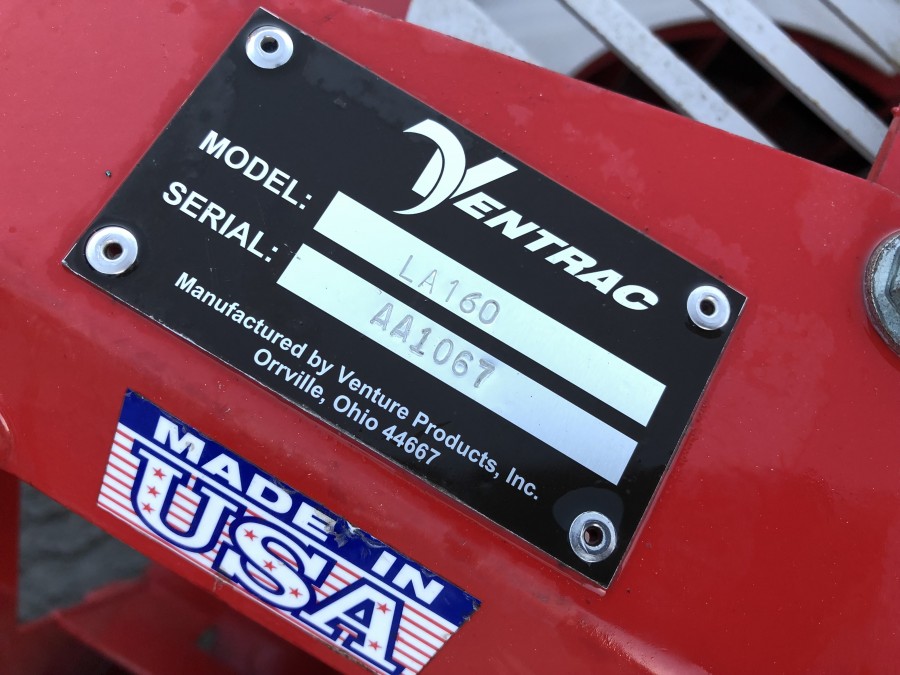 VENTRAC
MODEL: LA160
SERIAL: AA1067
Manufactured by Venture Products, Inc.
Orrville, Ohio 44667
MADE IN
USA